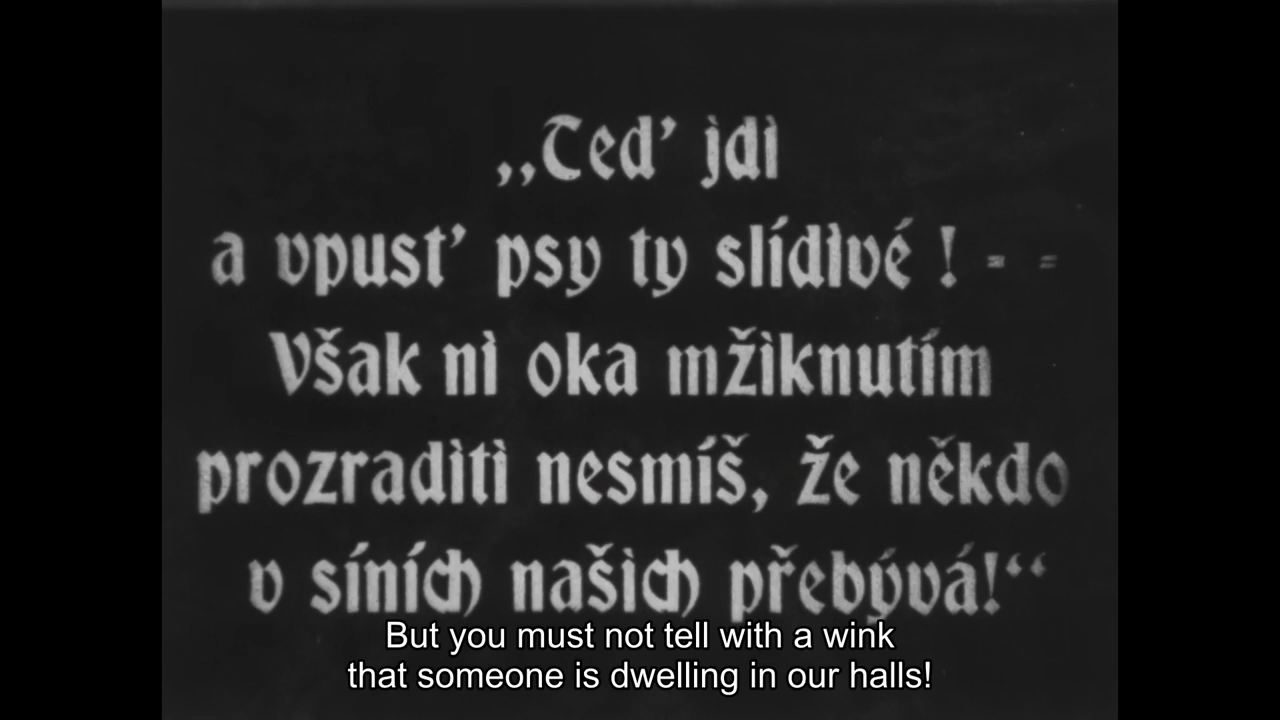 „Teď jdi
a vpusť psy ty slídivé ! - =
Však ni oka mžiknutím
prozraditi nesmíš, že někdo
v síních našich přebývá!“
But you must not tell with a wink
that someone is dwelling in our halls!